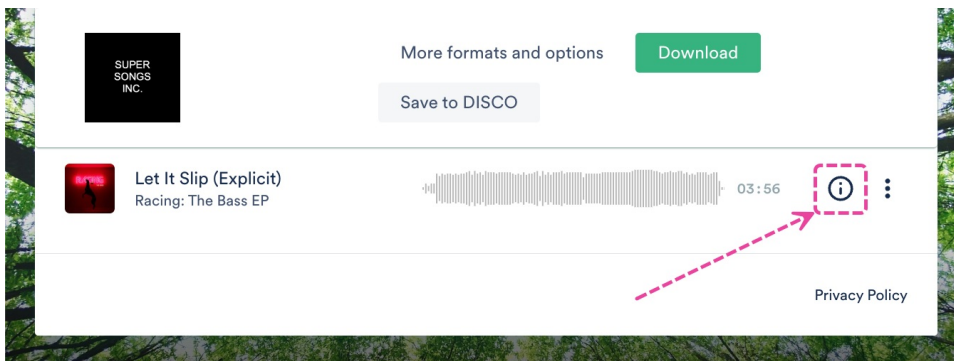 SUPER
SONGS
INC.
More formats and options
Download
Save to DISCO
RACING
Let It Slip (Explicit)
Racing: The Bass EP
03:56
Privacy Policy